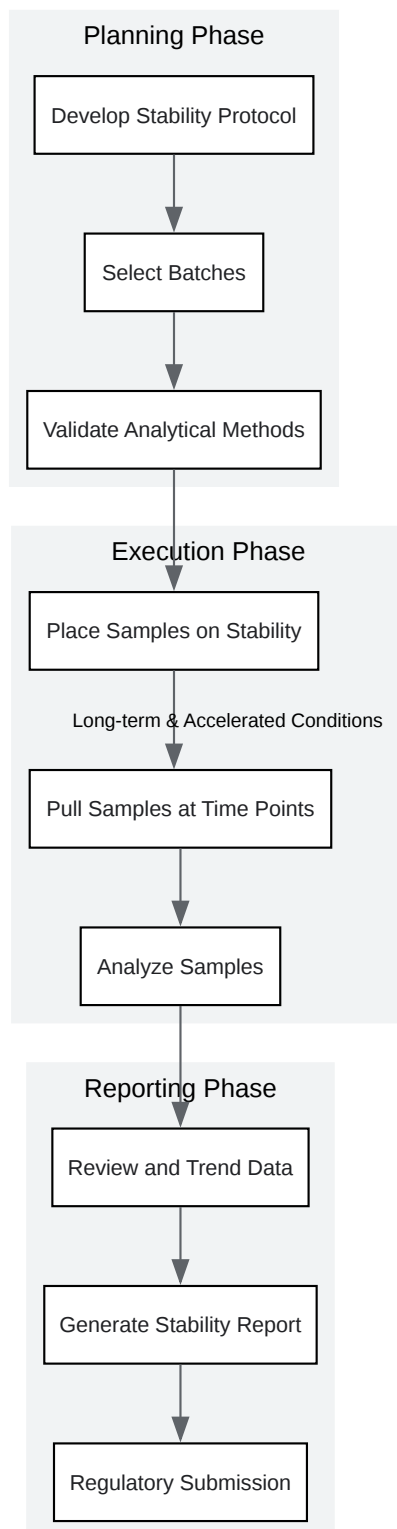 Planning Phase
Develop Stability Protocol
Select Batches
Validate Analytical Methods
Execution Phase
Place Samples on Stability
Long-term & Accelerated Conditions
Pull Samples at Time Points
Analyze Samples
Reporting Phase
Review and Trend Data
Generate Stability Report
Regulatory Submission